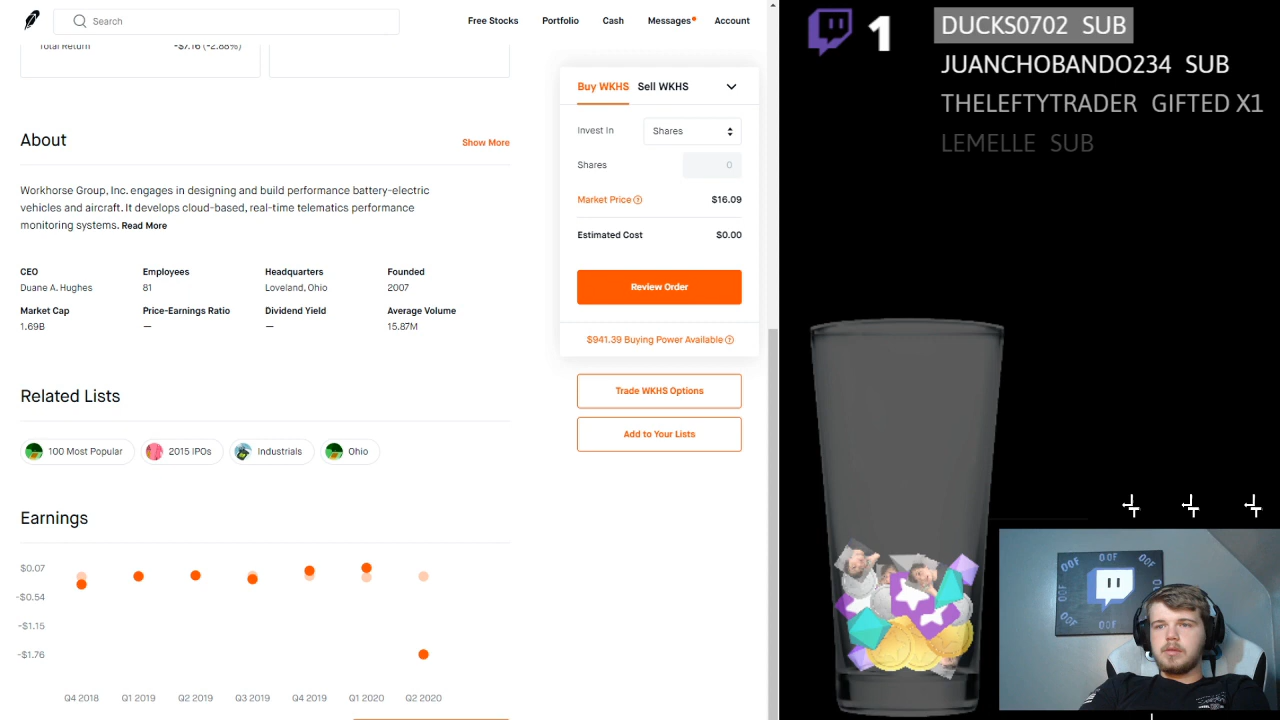 Search
Free Stocks
Portfolio
Cash
Messages
Account
Total Return
-$7.16 (-2.88%)
About
Show More
Workhorse Group, Inc. engages in designing and build performance battery-electric
vehicles and aircraft. It develops cloud-based, real-time telematics performance
monitoring systems. Read More
CEO
Duane A. Hughes
Employees
81
Headquarters
Loveland, Ohio
Founded
2007
Market Cap
1.69B
Price-Earnings Ratio
—
Dividend Yield
—
Average Volume
15.87M
Related Lists
100 Most Popular
2015 IPOs
Industrials
Ohio
Earnings
$0.07
-$0.54
-$1.15
-$1.76
Q4 2018
Q1 2019
Q2 2019
Q3 2019
Q4 2019
Q1 2020
Q2 2020
Buy WKHS
Sell WKHS
Invest In
Shares
Shares
0
Market Price
$16.09
Estimated Cost
$0.00
Review Order
$941.39 Buying Power Available
Trade WKHS Options
Add to Your Lists
1
DUCKS0702 SUB
JUANCHOBANDO234 SUB
THELEFTYTRADER GIFTED X1
LEMELLE SUB
OOF
OOF
OOF
OOF
OOF
OOF